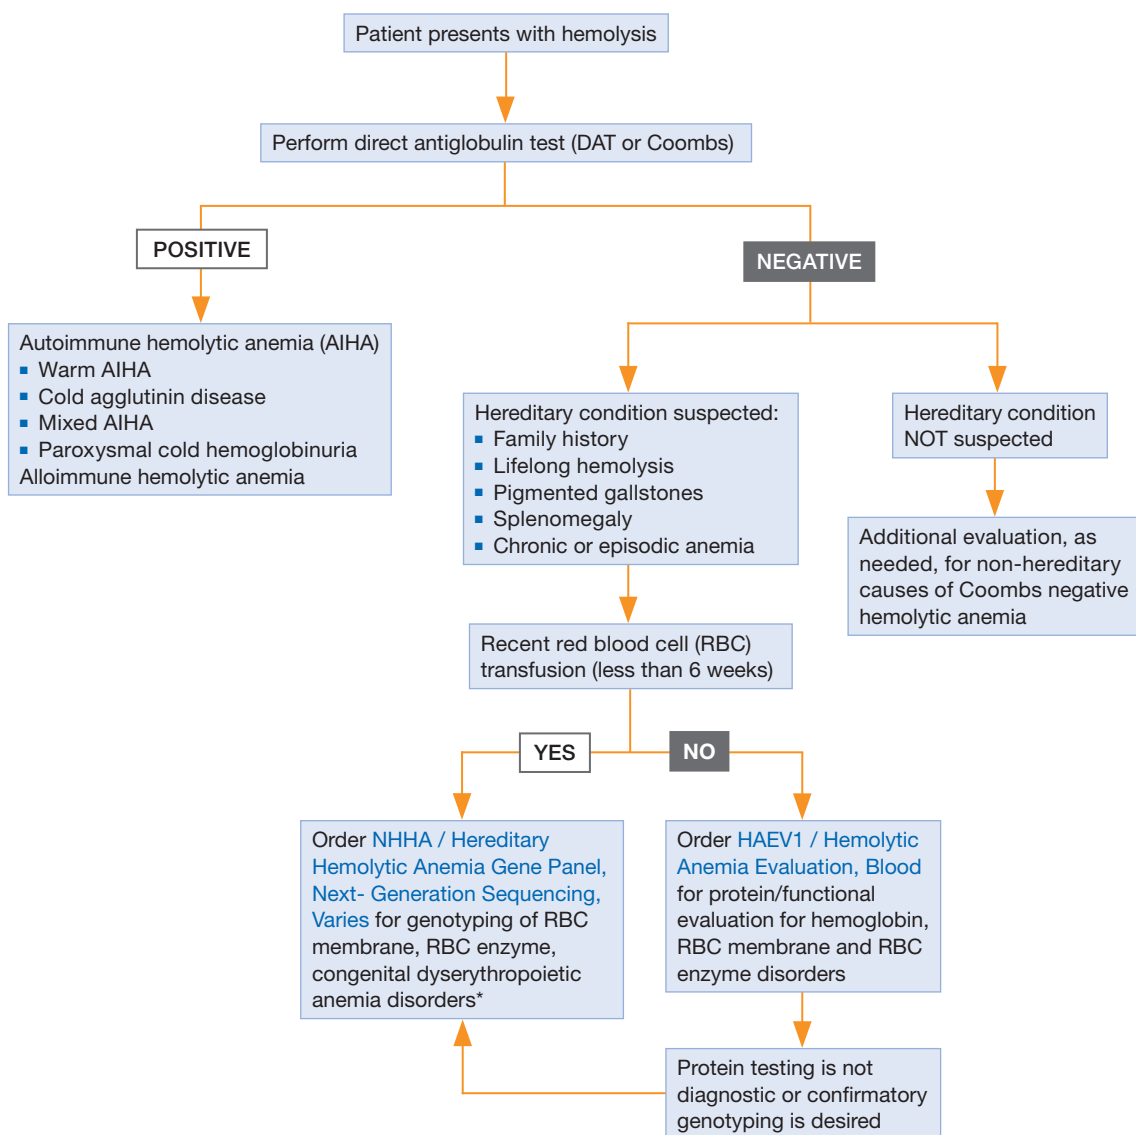 Patient presents with hemolysis
Perform direct antiglobulin test (DAT or Coombs)
POSITIVE
NEGATIVE
Autoimmune hemolytic anemia (AIHA)
▪ Warm AIHA
▪ Cold agglutinin disease
▪ Mixed AIHA
▪ Paroxysmal cold hemoglobinuria
Alloimmune hemolytic anemia
Hereditary condition suspected:
▪ Family history
▪ Lifelong hemolysis
▪ Pigmented gallstones
▪ Splenomegaly
▪ Chronic or episodic anemia
Hereditary condition
NOT suspected
Additional evaluation, as
needed, for non-hereditary
causes of Coombs negative
hemolytic anemia
Recent red blood cell (RBC)
transfusion (less than 6 weeks)
YES
NO
Order NHHA / Hereditary
Hemolytic Anemia Gene Panel,
Next- Generation Sequencing,
Varies for genotyping of RBC
membrane, RBC enzyme,
congenital dyserythropoietic
anemia disorders*
Order HAEV1 / Hemolytic
Anemia Evaluation, Blood
for protein/functional
evaluation for hemoglobin,
RBC membrane and RBC
enzyme disorders
Protein testing is not
diagnostic or confirmatory
genotyping is desired